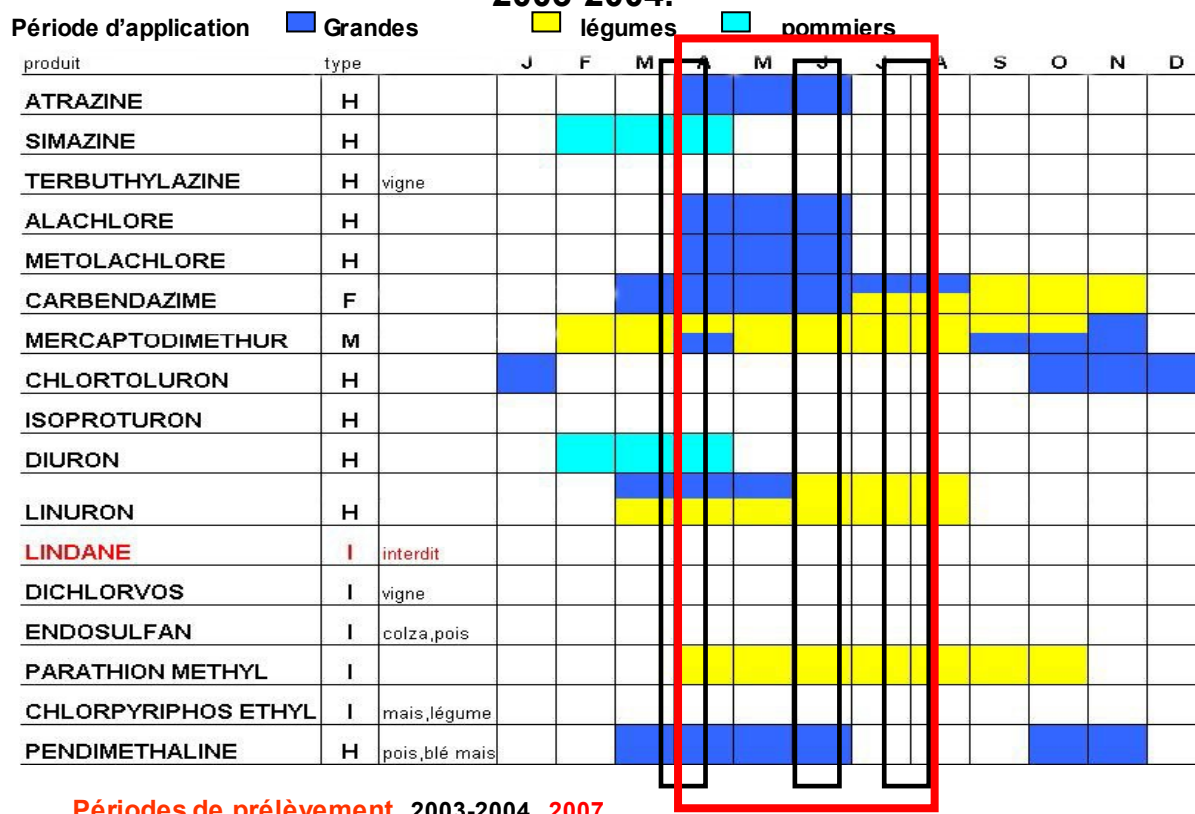 2003-2004.
Période d’application Grandes légumes pommiers
produit type J F M A M J J A S O N D
ATRAZINE H
SIMAZINE H
TERBUTHYLAZINE H vigne
ALACHLORE H
METOLACHLORE H
CARBENDAZIME F
MERCAPTODIMETHUR M
CHLORTOLURON H
ISOPROTURON H
DIURON H
LINURON H
LINDANE I interdit
DICHLORVOS I vigne
ENDOSULFAN I colza,pois
PARATHION METHYL I
CHLORPYRIPHOS ETHYL I mais,légume
PENDIMETHALINE H pois,blé mais
Périodes de prélèvement 2003-2004 2007